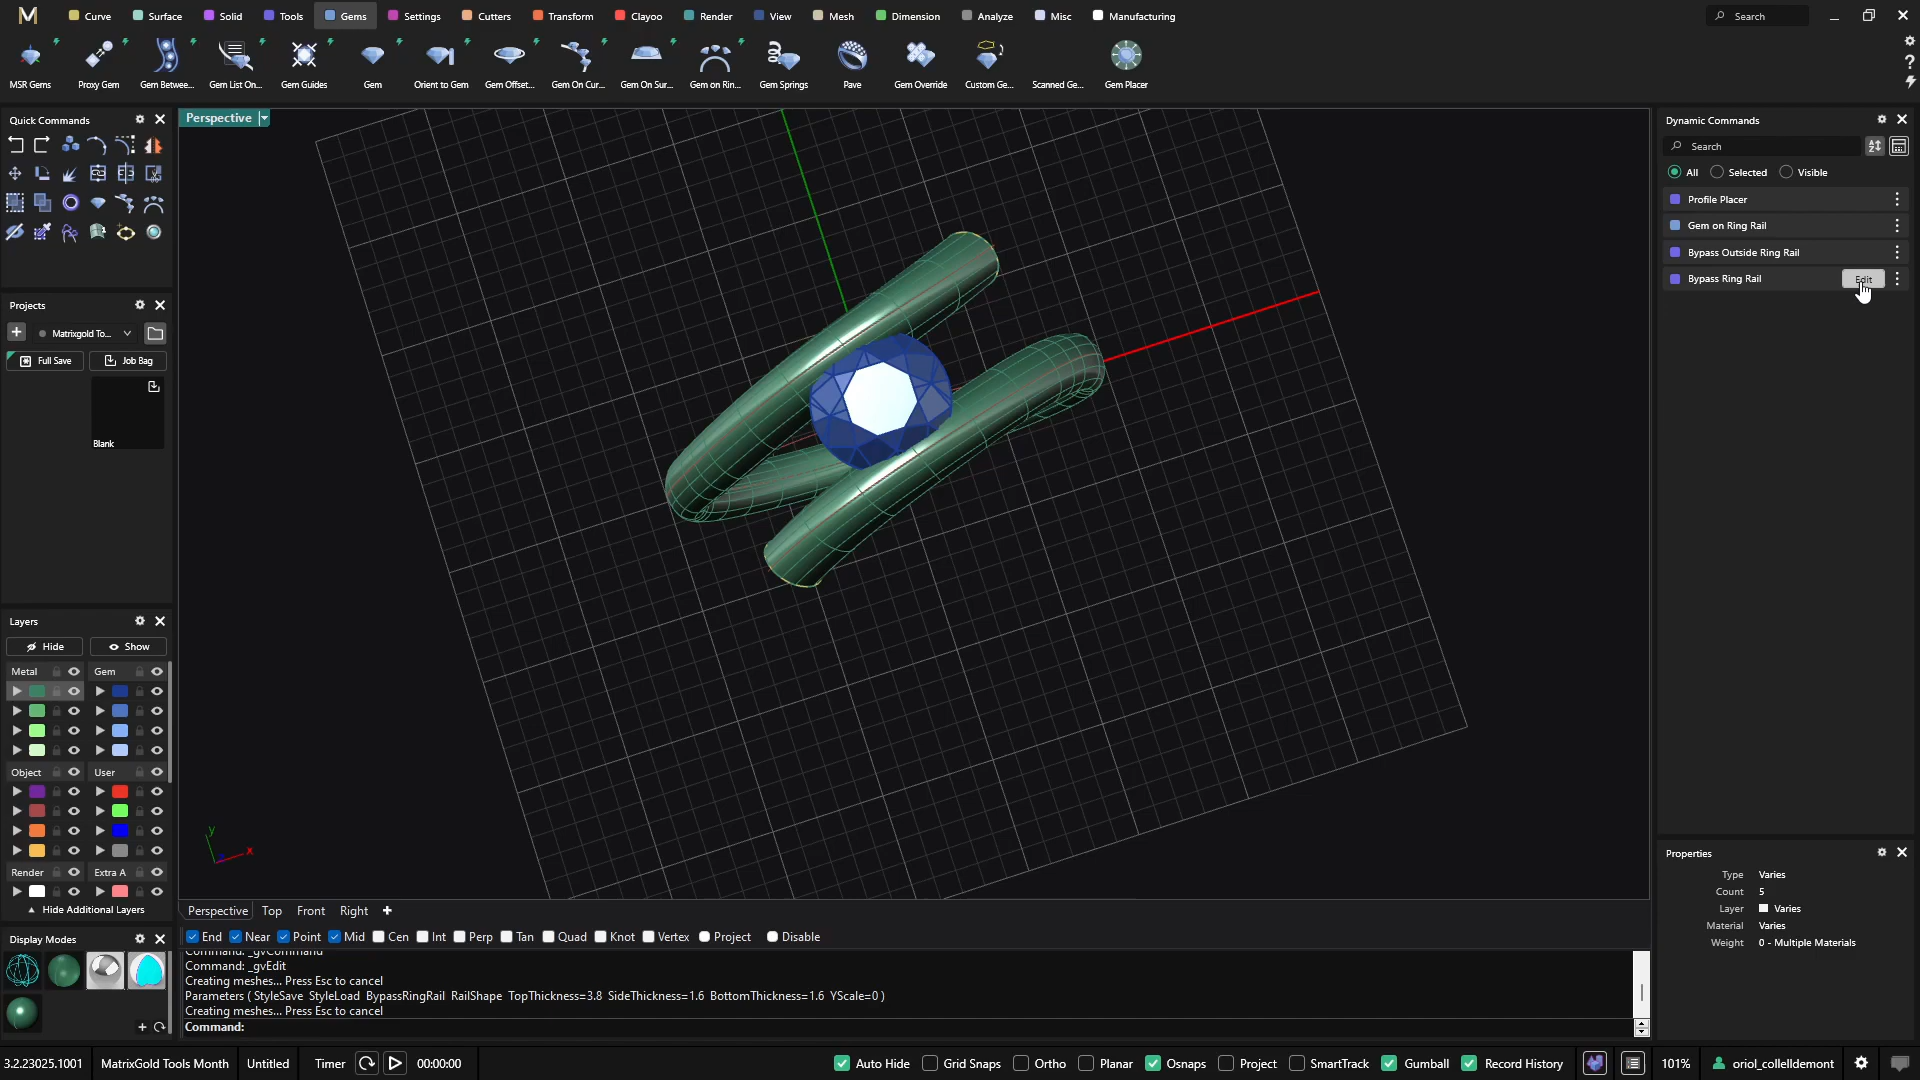 Curve Surface Solid Tools Gems Settings Cutters Transform Clayoo Render View Mesh Dimension Analyze Misc Manufacturing Search
MSR Gems Proxy Gem Gem Betwee... Gem List On... Gem Guides Gem Orient to Gem Gem Offset... Gem On Cur... Gem On Sur... Gem on Rin... Gem Springs Pave Gem Override Custom Ge... Scanned Ge... Gem Placer
Quick Commands
Projects
Matrixgold To...
Full Save Job Bag
Blank
Layers
Hide Show
Metal Gem
Object User
Render Extra A
Hide Additional Layers
Display Modes
Perspective
y
x
Perspective Top Front Right
End Near Point Mid Cen Int Perp Tan Quad Knot Vertex Project Disable
Command: _gvCommand
Command: _gvEdit
Creating meshes... Press Esc to cancel
Parameters ( StyleSave StyleLoad BypassRingRail RailShape TopThickness=3.8 SideThickness=1.6 BottomThickness=1.6 YScale=0 )
Creating meshes... Press Esc to cancel
Command:
Dynamic Commands
Search
All Selected Visible
Profile Placer
Gem on Ring Rail
Bypass Outside Ring Rail
Bypass Ring Rail Edit
Properties
Type Varies
Count 5
Layer Varies
Material Varies
Weight 0 - Multiple Materials
3.2.23025.1001 MatrixGold Tools Month Untitled Timer 00:00:00 Auto Hide Grid Snaps Ortho Planar Osnaps Project SmartTrack Gumball Record History 101% oriol_collelldemont